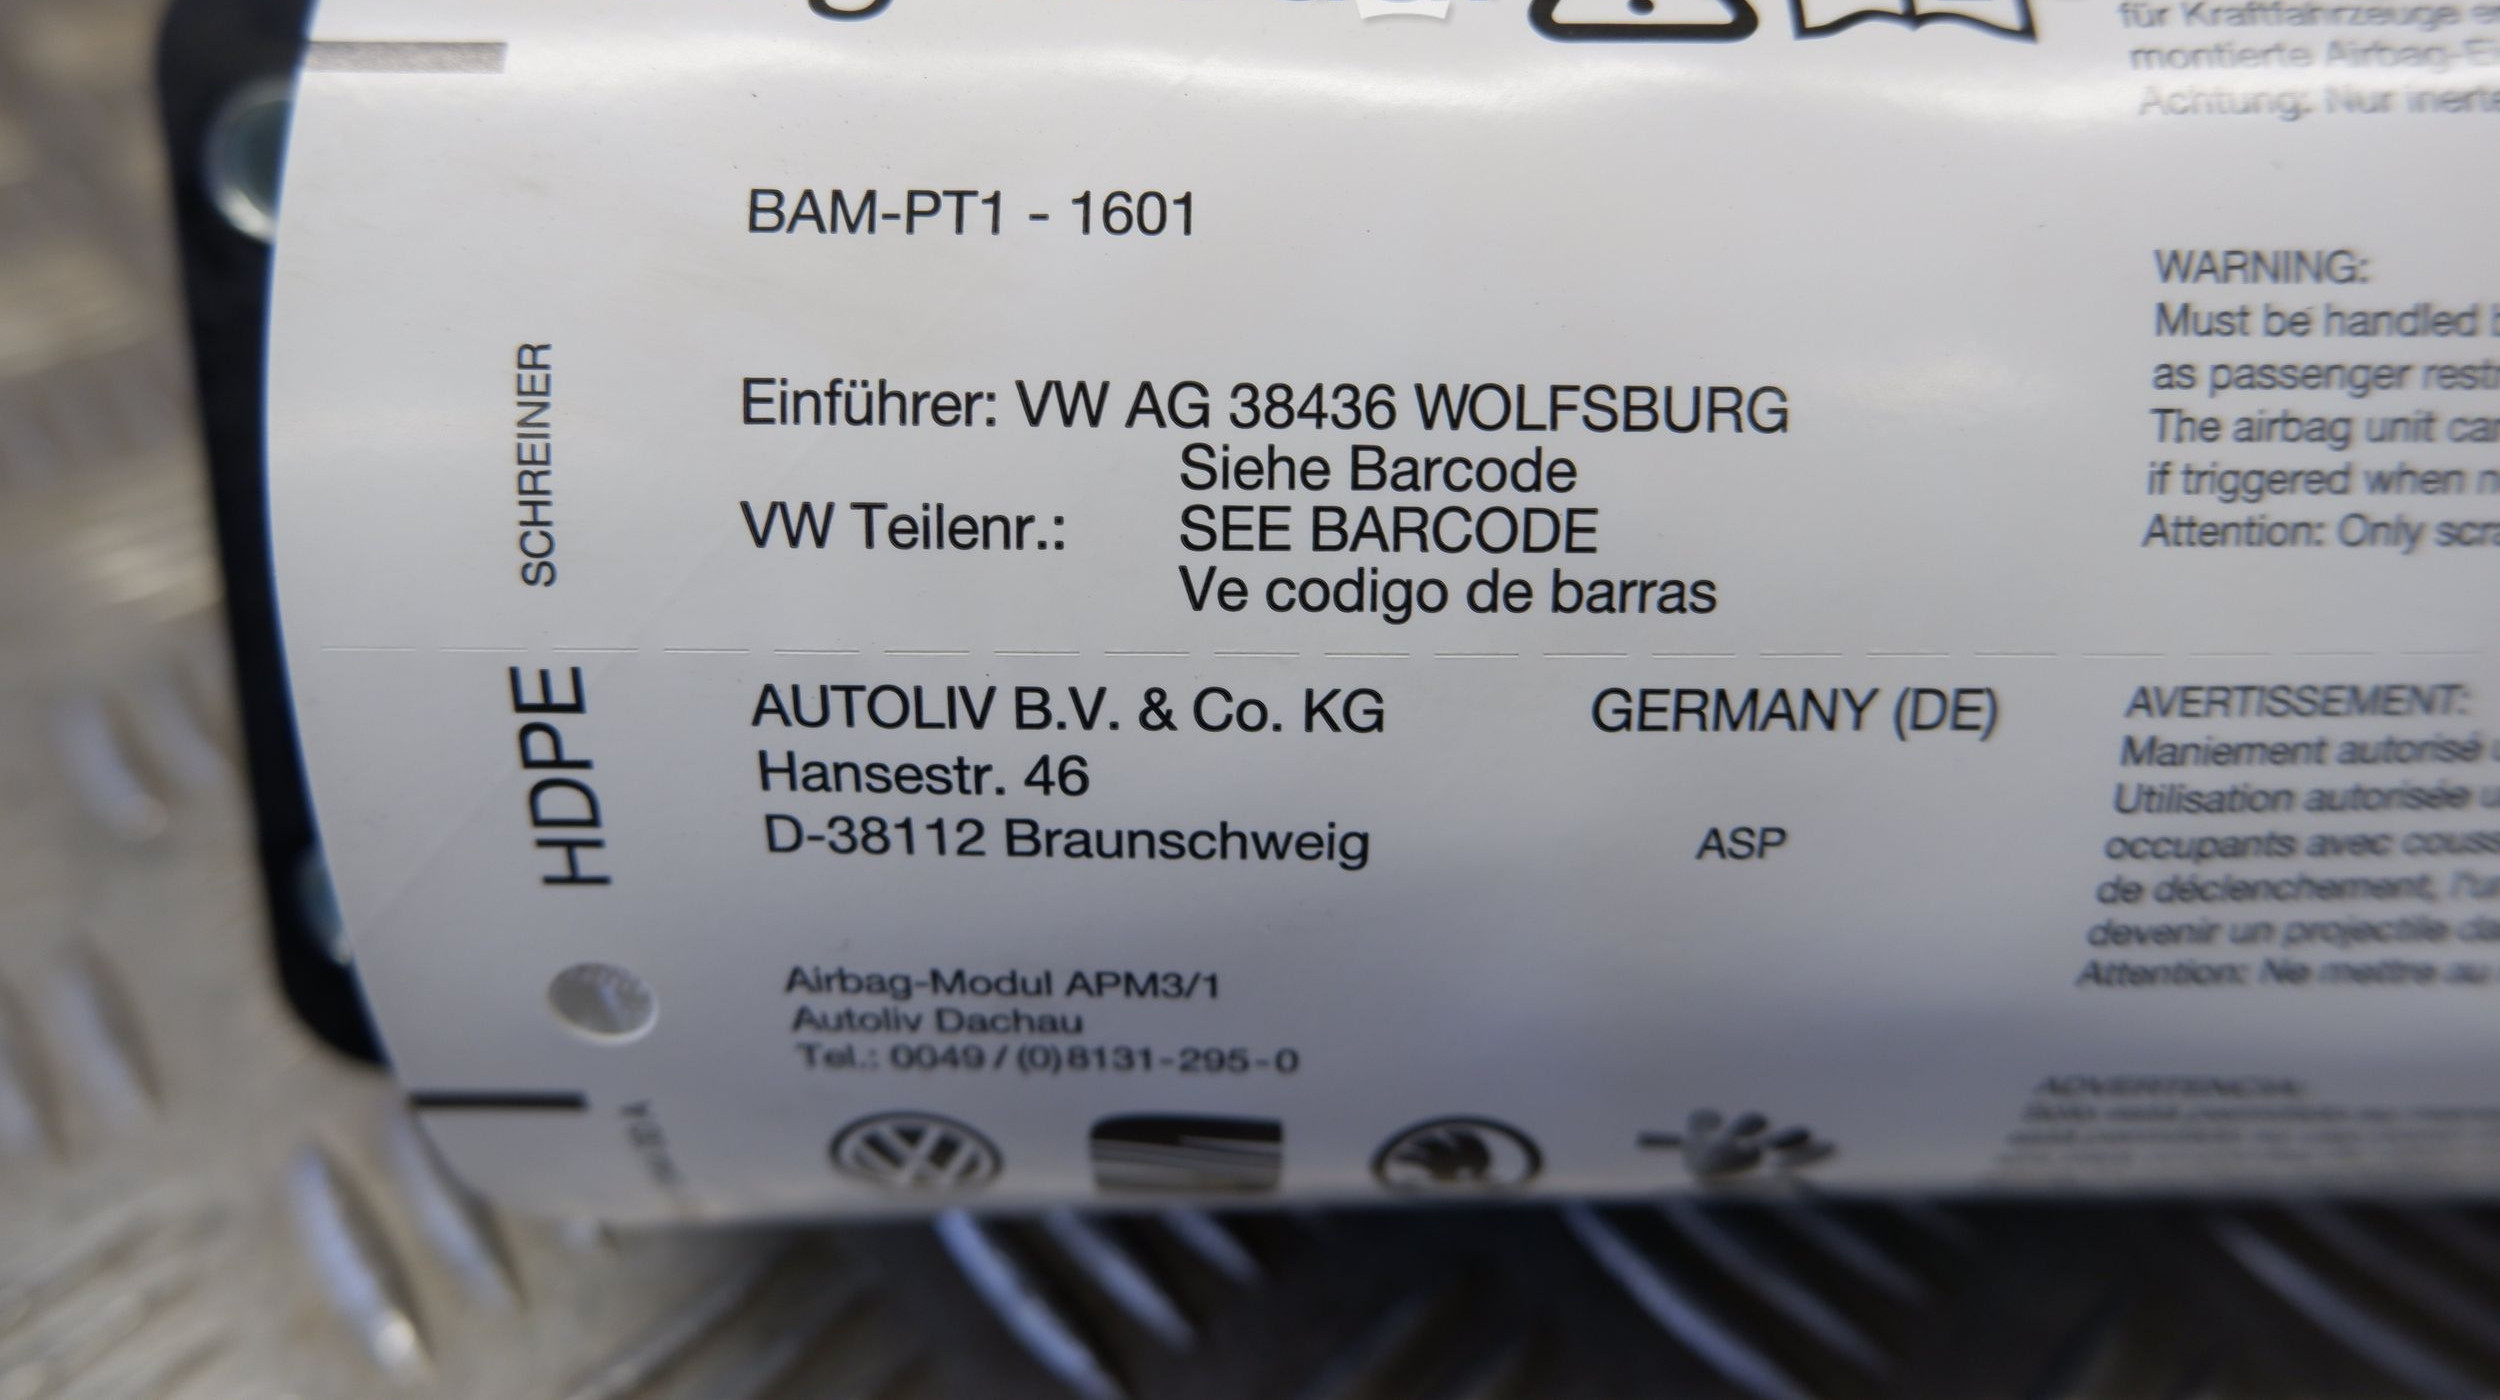 BAM-PT1 - 1601
Einführer: VW AG 38436 WOLFSBURG
Siehe Barcode
VW Teilenr.: SEE BARCODE
Ve codigo de barras
SCHREINER
HDPE
AUTOLIV B.V. & Co. KG GERMANY (DE)
Hansestr. 46
D-38112 Braunschweig ASP
Airbag-Modul APM3/1
Autoliv Dachau
Tel.: 0049 / (0)8131-295-0
für Kraftfahrzeuge
montierte Airbag-
Achtung: Nur
WARNING:
Must be handled
as passenger
The airbag unit
if triggered when
Attention: Only
AVERTISSEMENT:
Maniement autorisé
Utilisation autorisée
occupants avec
de déclenchement,
devenir un projectile
Attention: Ne mettre au
ADVERTENCIA: